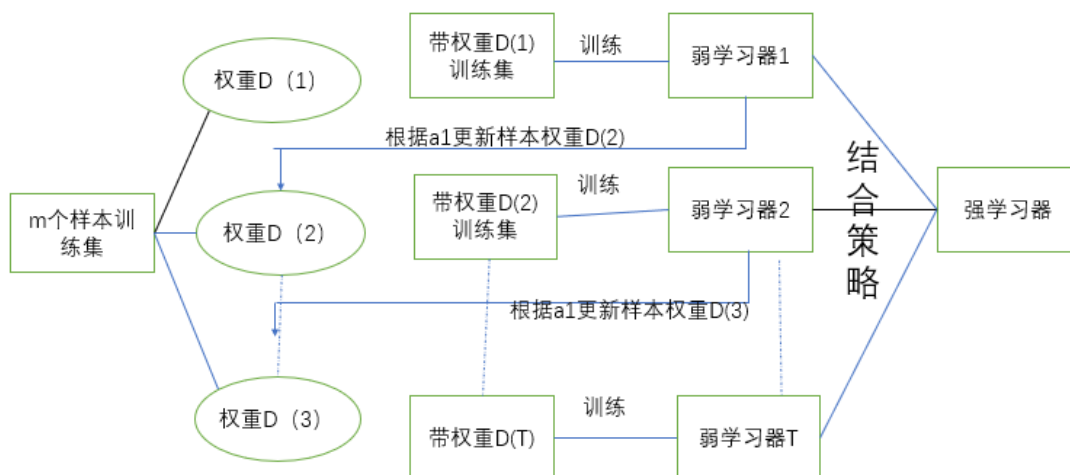 权重D（1）
带权重D(1)
训练集
训练
弱学习器1
根据a1更新样本权重D(2)
m个样本训
练集
权重D（2）
带权重D(2)
训练集
训练
弱学习器2
结
合
策
略
强学习器
根据a1更新样本权重D(3)
权重D（3）
带权重D(T)
训练
弱学习器T